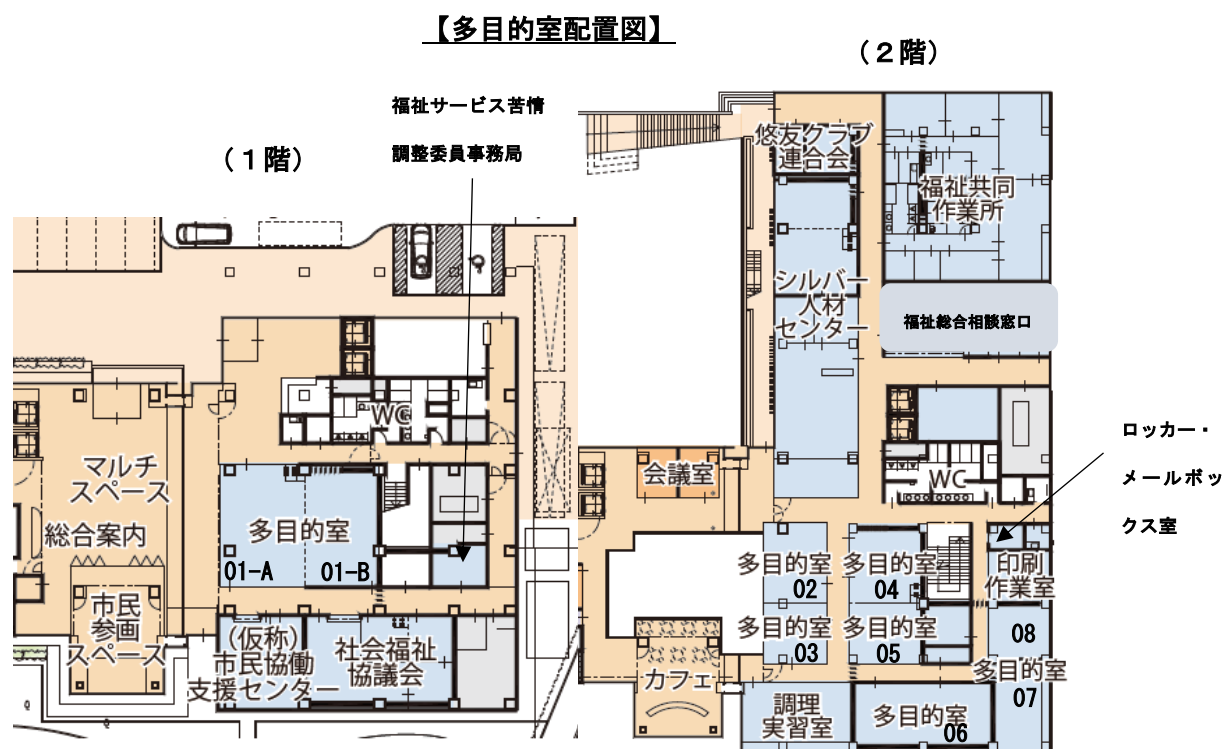 【多目的室配置図】
（２階）
福祉サービス苦情
調整委員事務局
（１階）
悠友クラブ
連合会
福祉共同
作業所
シルバー
人材
センター
福祉総合相談窓口
WC
マルチ
スペース
総合案内
多目的室
01-A
01-B
市民
参画
スペース
（仮称）
市民協働
支援センター
社会福祉
協議会
会議室
WC
ロッカー・
メールボッ
クス室
多目的室
02
多目的室
04
印刷
作業室
多目的室
03
多目的室
05
08
多目的室
07
カフェ
調理
実習室
多目的室
06